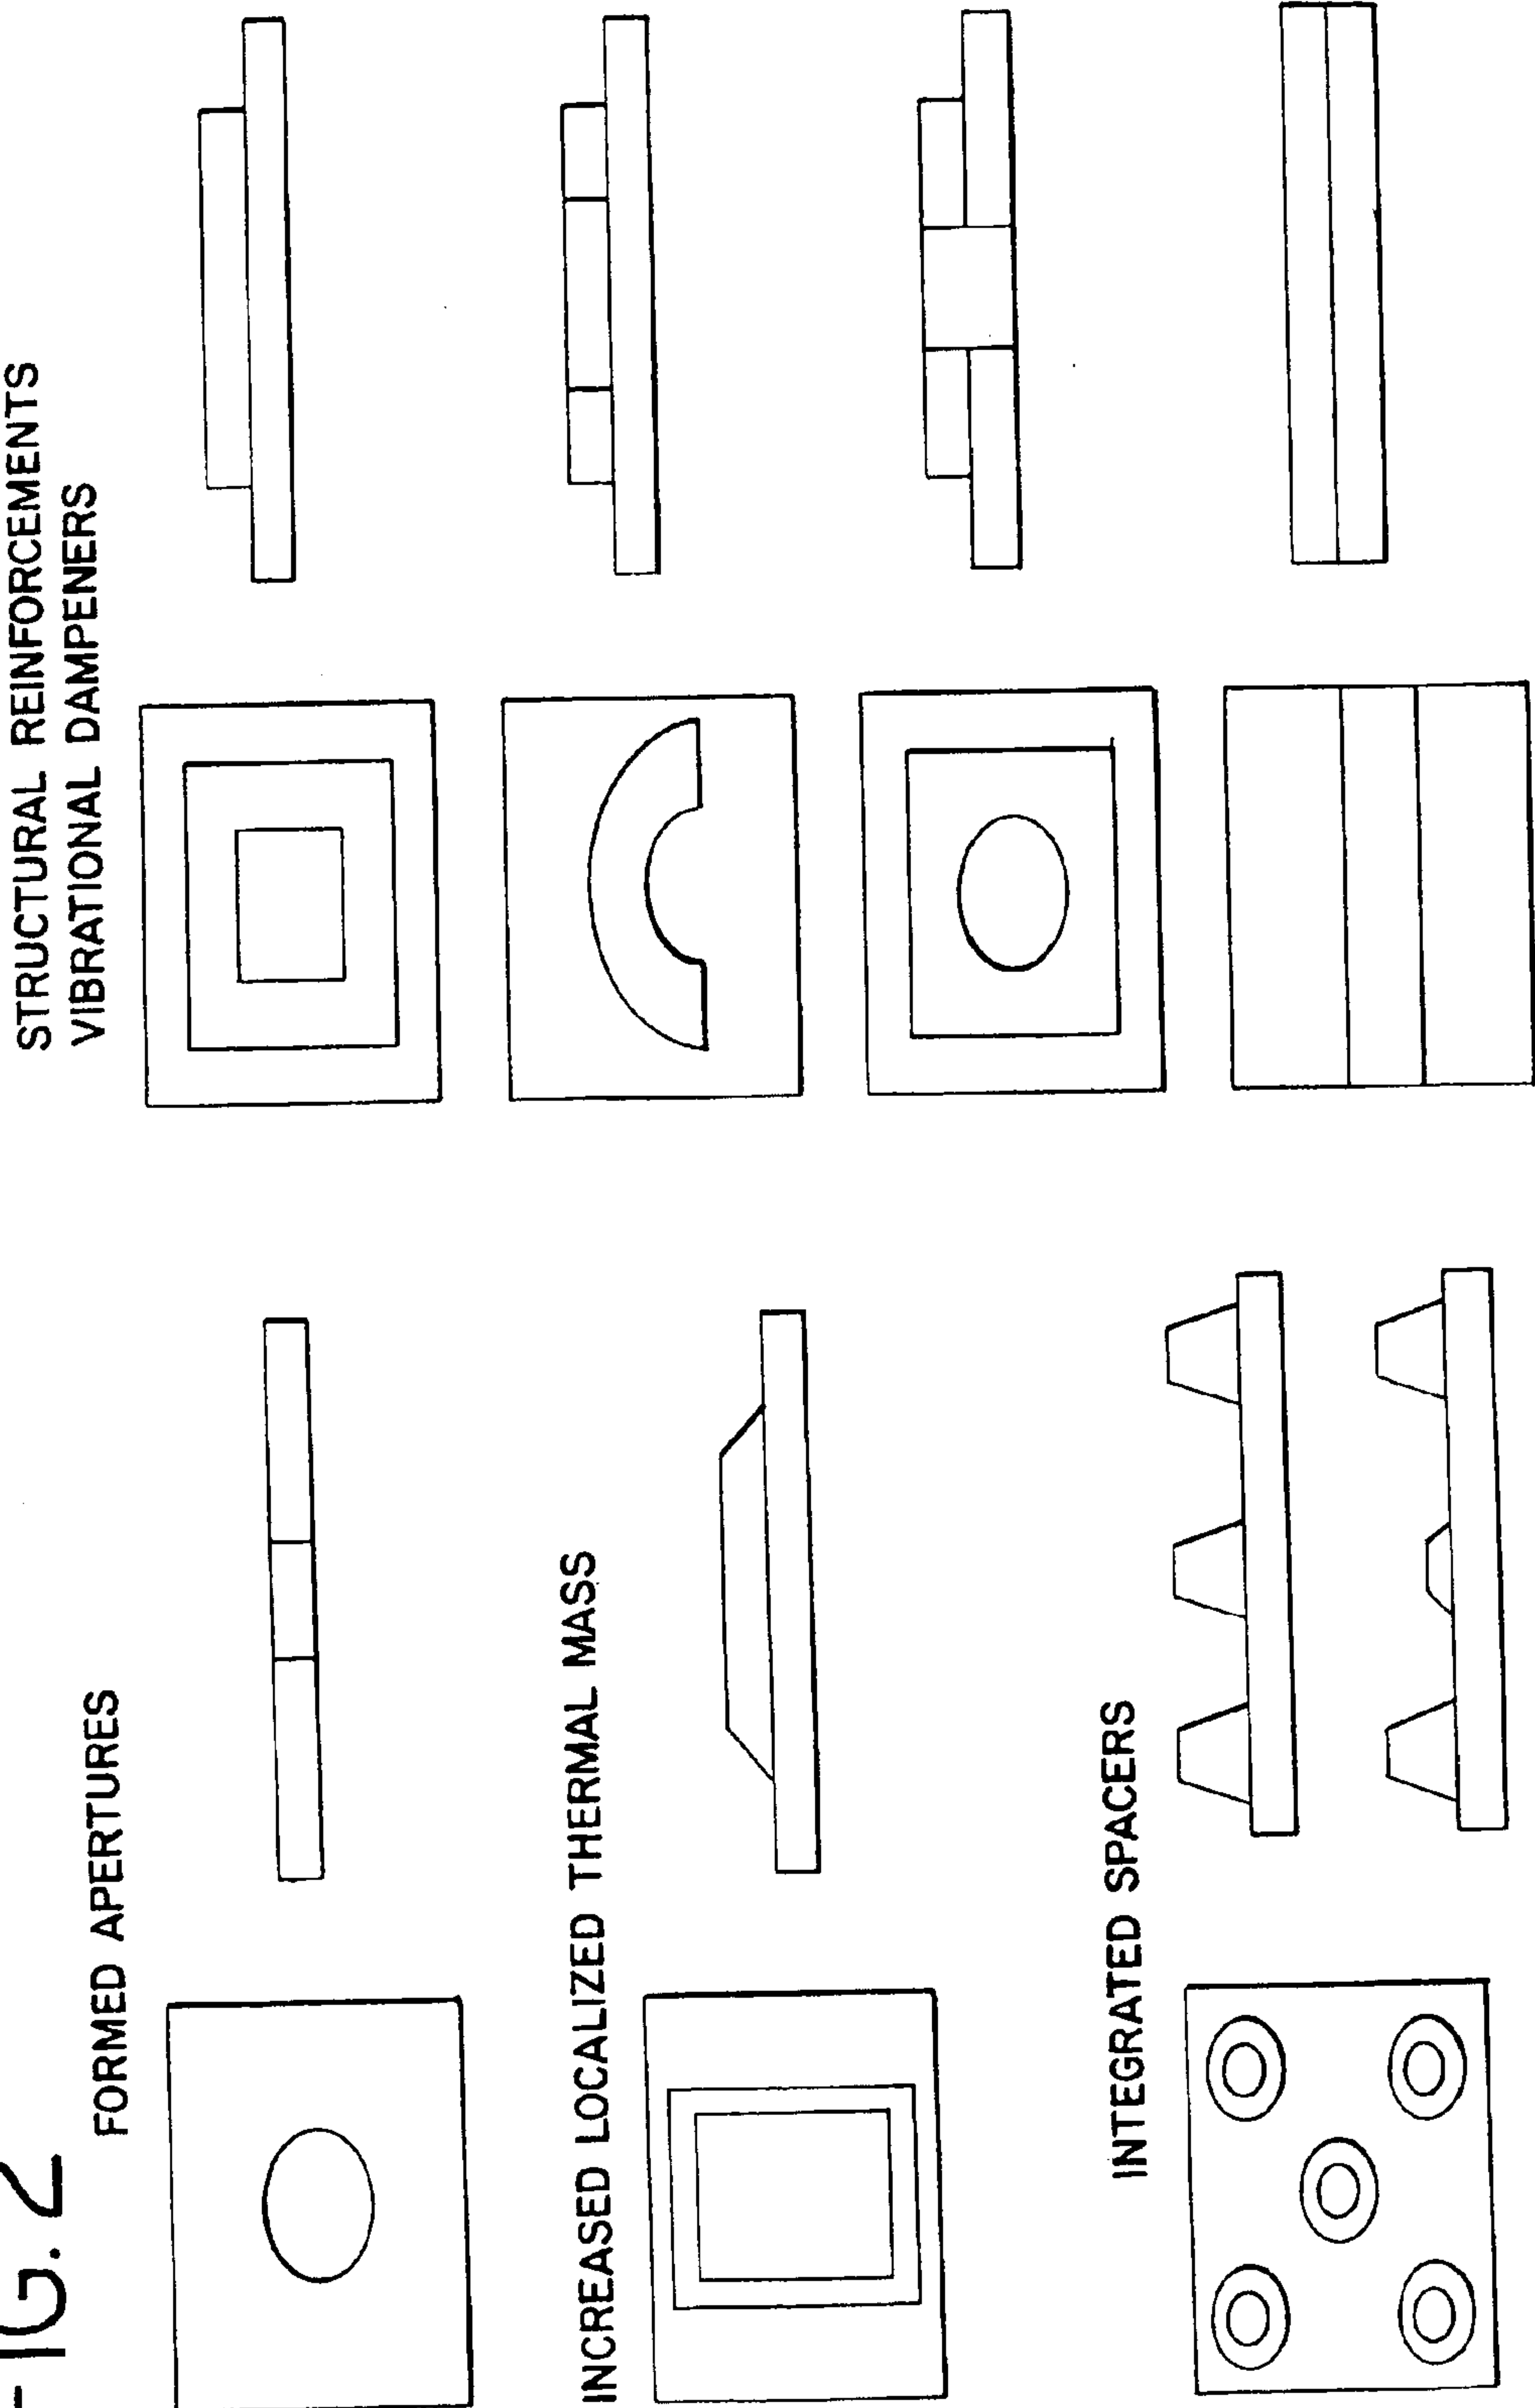 FIG. 2
FORMED APERTURES
INCREASED LOCALIZED THERMAL MASS
INTEGRATED SPACERS
STRUCTURAL REINFORCEMENTS
VIBRATIONAL DAMPENERS